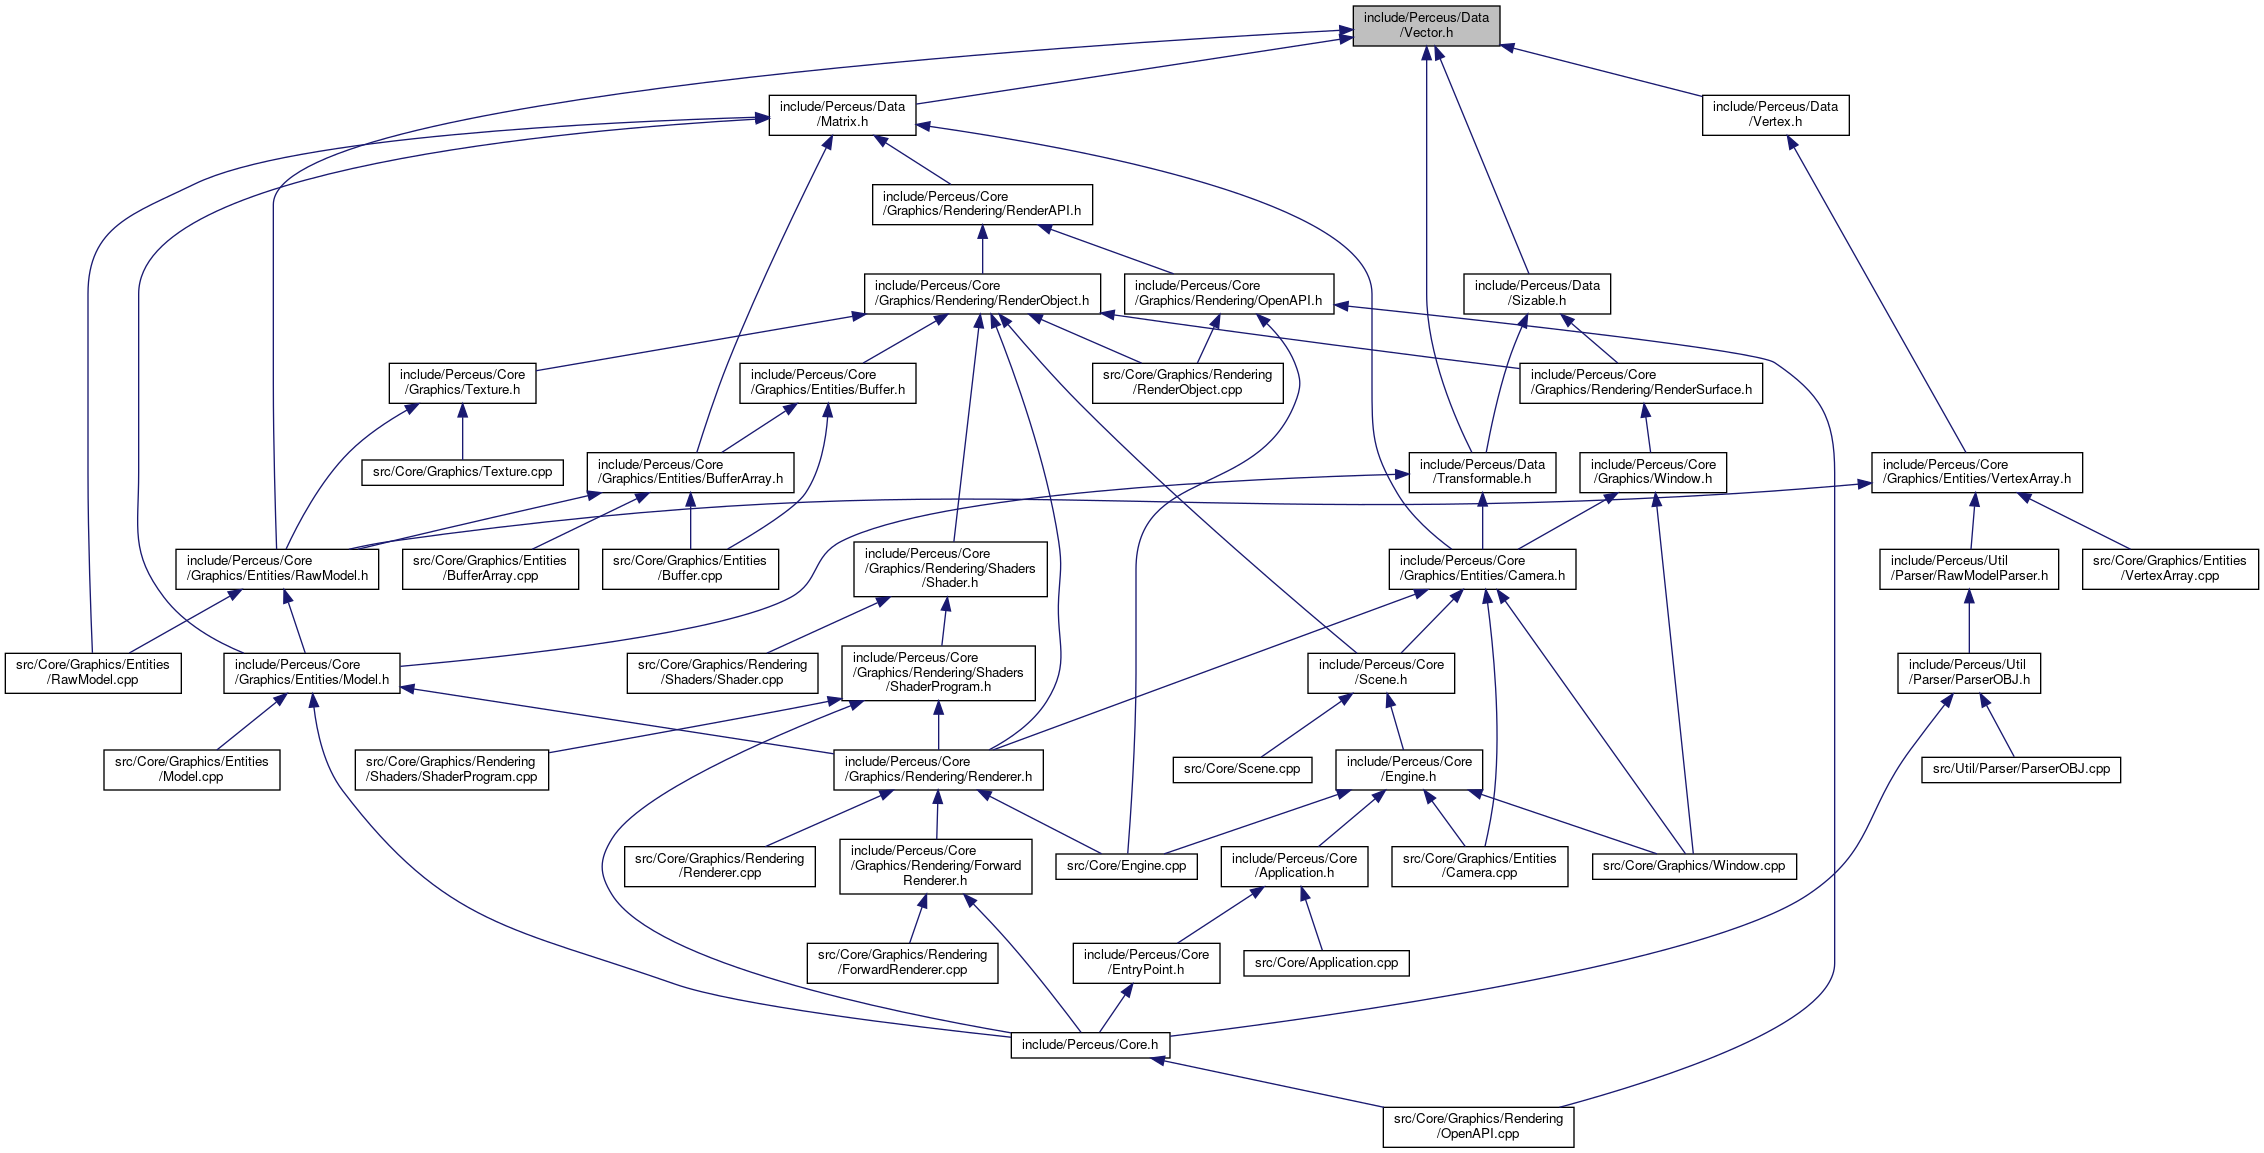 include/Perceus/Data
/Vector.h
include/Perceus/Data
/Matrix.h
include/Perceus/Data
/Vertex.h
include/Perceus/Core
/Graphics/Rendering/RenderAPI.h
include/Perceus/Core
/Graphics/Rendering/RenderObject.h
include/Perceus/Core
/Graphics/Rendering/OpenAPI.h
include/Perceus/Data
/Sizable.h
include/Perceus/Core
/Graphics/Texture.h
include/Perceus/Core
/Graphics/Entities/Buffer.h
src/Core/Graphics/Rendering
/RenderObject.cpp
include/Perceus/Core
/Graphics/Rendering/RenderSurface.h
src/Core/Graphics/Texture.cpp
include/Perceus/Core
/Graphics/Entities/BufferArray.h
include/Perceus/Data
/Transformable.h
include/Perceus/Core
/Graphics/Window.h
include/Perceus/Core
/Graphics/Entities/VertexArray.h
include/Perceus/Core
/Graphics/Entities/RawModel.h
src/Core/Graphics/Entities
/BufferArray.cpp
src/Core/Graphics/Entities
/Buffer.cpp
include/Perceus/Core
/Graphics/Rendering/Shaders
/Shader.h
include/Perceus/Core
/Graphics/Entities/Camera.h
include/Perceus/Util
/Parser/RawModelParser.h
src/Core/Graphics/Entities
/VertexArray.cpp
src/Core/Graphics/Entities
/RawModel.cpp
include/Perceus/Core
/Graphics/Entities/Model.h
src/Core/Graphics/Rendering
/Shaders/Shader.cpp
include/Perceus/Core
/Graphics/Rendering/Shaders
/ShaderProgram.h
include/Perceus/Core
/Scene.h
include/Perceus/Util
/Parser/ParserOBJ.h
src/Core/Graphics/Entities
/Model.cpp
src/Core/Graphics/Rendering
/Shaders/ShaderProgram.cpp
include/Perceus/Core
/Graphics/Rendering/Renderer.h
src/Core/Scene.cpp
include/Perceus/Core
/Engine.h
src/Util/Parser/ParserOBJ.cpp
src/Core/Graphics/Rendering
/Renderer.cpp
include/Perceus/Core
/Graphics/Rendering/Forward
Renderer.h
src/Core/Engine.cpp
include/Perceus/Core
/Application.h
src/Core/Graphics/Entities
/Camera.cpp
src/Core/Graphics/Window.cpp
src/Core/Graphics/Rendering
/ForwardRenderer.cpp
include/Perceus/Core
/EntryPoint.h
src/Core/Application.cpp
include/Perceus/Core.h
src/Core/Graphics/Rendering
/OpenAPI.cpp